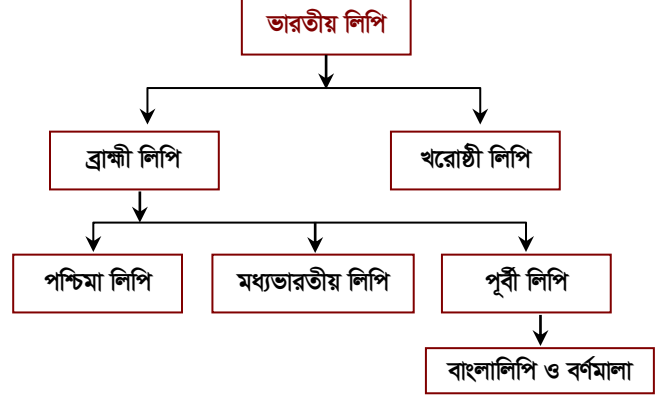 ভারতীয় লিপি
ব্রাহ্মী লিপি
খরোষ্ঠী লিপি
পশ্চিমা লিপি
মধ্যভারতীয় লিপি
পূর্বী লিপি
বাংলালিপি ও বর্ণমালা